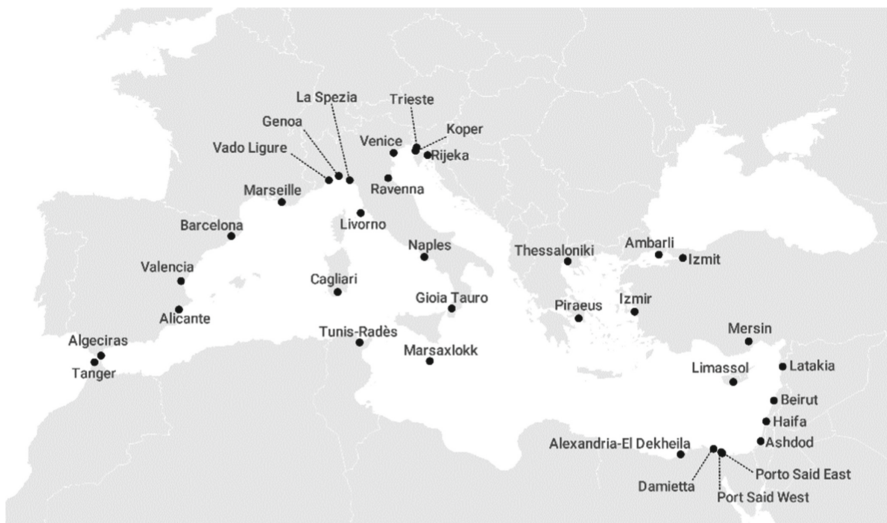 La Spezia
Trieste
Genoa
Koper
Vado Ligure
Venice
Rijeka
Marseille
Ravenna
Barcelona
Livorno
Naples
Thessaloniki
Ambarli
Izmit
Valencia
Cagliari
Gioia Tauro
Piraeus
Izmir
Alicante
Tunis-Radès
Mersin
Algeciras
Marsaxlokk
Limassol
Latakia
Tanger
Beirut
Haifa
Alexandria-El Dekheila
Ashdod
Porto Said East
Damietta
Port Said West